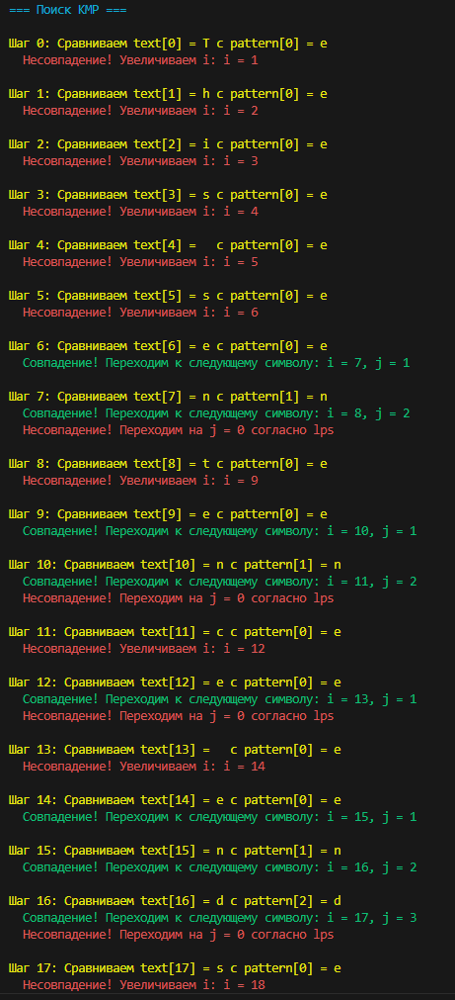 === Поиск KMP ===
Шаг 0: Сравниваем text[0] = T с pattern[0] = e
Несовпадение! Увеличиваем i: i = 1
Шаг 1: Сравниваем text[1] = h с pattern[0] = e
Несовпадение! Увеличиваем i: i = 2
Шаг 2: Сравниваем text[2] = i с pattern[0] = e
Несовпадение! Увеличиваем i: i = 3
Шаг 3: Сравниваем text[3] = s с pattern[0] = e
Несовпадение! Увеличиваем i: i = 4
Шаг 4: Сравниваем text[4] =   с pattern[0] = e
Несовпадение! Увеличиваем i: i = 5
Шаг 5: Сравниваем text[5] = s с pattern[0] = e
Несовпадение! Увеличиваем i: i = 6
Шаг 6: Сравниваем text[6] = e с pattern[0] = e
Совпадение! Переходим к следующему символу: i = 7, j = 1
Шаг 7: Сравниваем text[7] = n с pattern[1] = n
Совпадение! Переходим к следующему символу: i = 8, j = 2
Несовпадение! Переходим на j = 0 согласно lps
Шаг 8: Сравниваем text[8] = t с pattern[0] = e
Несовпадение! Увеличиваем i: i = 9
Шаг 9: Сравниваем text[9] = e с pattern[0] = e
Совпадение! Переходим к следующему символу: i = 10, j = 1
Шаг 10: Сравниваем text[10] = n с pattern[1] = n
Совпадение! Переходим к следующему символу: i = 11, j = 2
Несовпадение! Переходим на j = 0 согласно lps
Шаг 11: Сравниваем text[11] = c с pattern[0] = e
Несовпадение! Увеличиваем i: i = 12
Шаг 12: Сравниваем text[12] = e с pattern[0] = e
Совпадение! Переходим к следующему символу: i = 13, j = 1
Несовпадение! Переходим на j = 0 согласно lps
Шаг 13: Сравниваем text[13] =   с pattern[0] = e
Несовпадение! Увеличиваем i: i = 14
Шаг 14: Сравниваем text[14] = e с pattern[0] = e
Совпадение! Переходим к следующему символу: i = 15, j = 1
Шаг 15: Сравниваем text[15] = n с pattern[1] = n
Совпадение! Переходим к следующему символу: i = 16, j = 2
Шаг 16: Сравниваем text[16] = d с pattern[2] = d
Совпадение! Переходим к следующему символу: i = 17, j = 3
Несовпадение! Переходим на j = 0 согласно lps
Шаг 17: Сравниваем text[17] = s с pattern[0] = e
Несовпадение! Увеличиваем i: i = 18